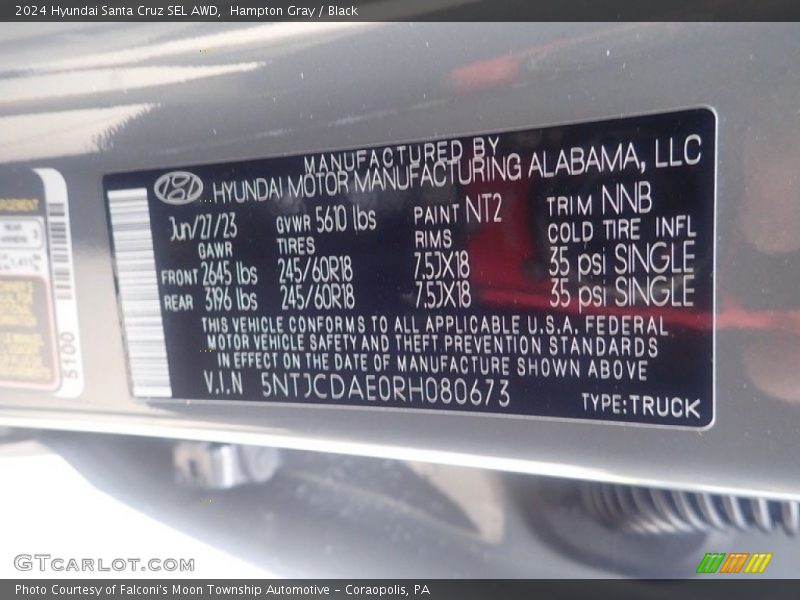 2024 Hyundai Santa Cruz SEL AWD, Hampton Gray / Black
MANUFACTURED BY
HYUNDAI MOTOR MANUFACTURING ALABAMA, LLC
Jun/27/23 GVWR 5610 lbs PAINT NT2 TRIM NNB
GAWR TIRES RIMS COLD TIRE INFL
FRONT 2645 lbs 245/60R18 7.5JX18 35 psi SINGLE
REAR 3196 lbs 245/60R18 7.5JX18 35 psi SINGLE
THIS VEHICLE CONFORMS TO ALL APPLICABLE U.S.A. FEDERAL
MOTOR VEHICLE SAFETY AND THEFT PREVENTION STANDARDS
IN EFFECT ON THE DATE OF MANUFACTURE SHOWN ABOVE
V.I.N 5NTJCDAE0RH080673 TYPE:TRUCK
5100
GTCARLOT.COM
Photo Courtesy of Falconi's Moon Township Automotive - Coraopolis, PA